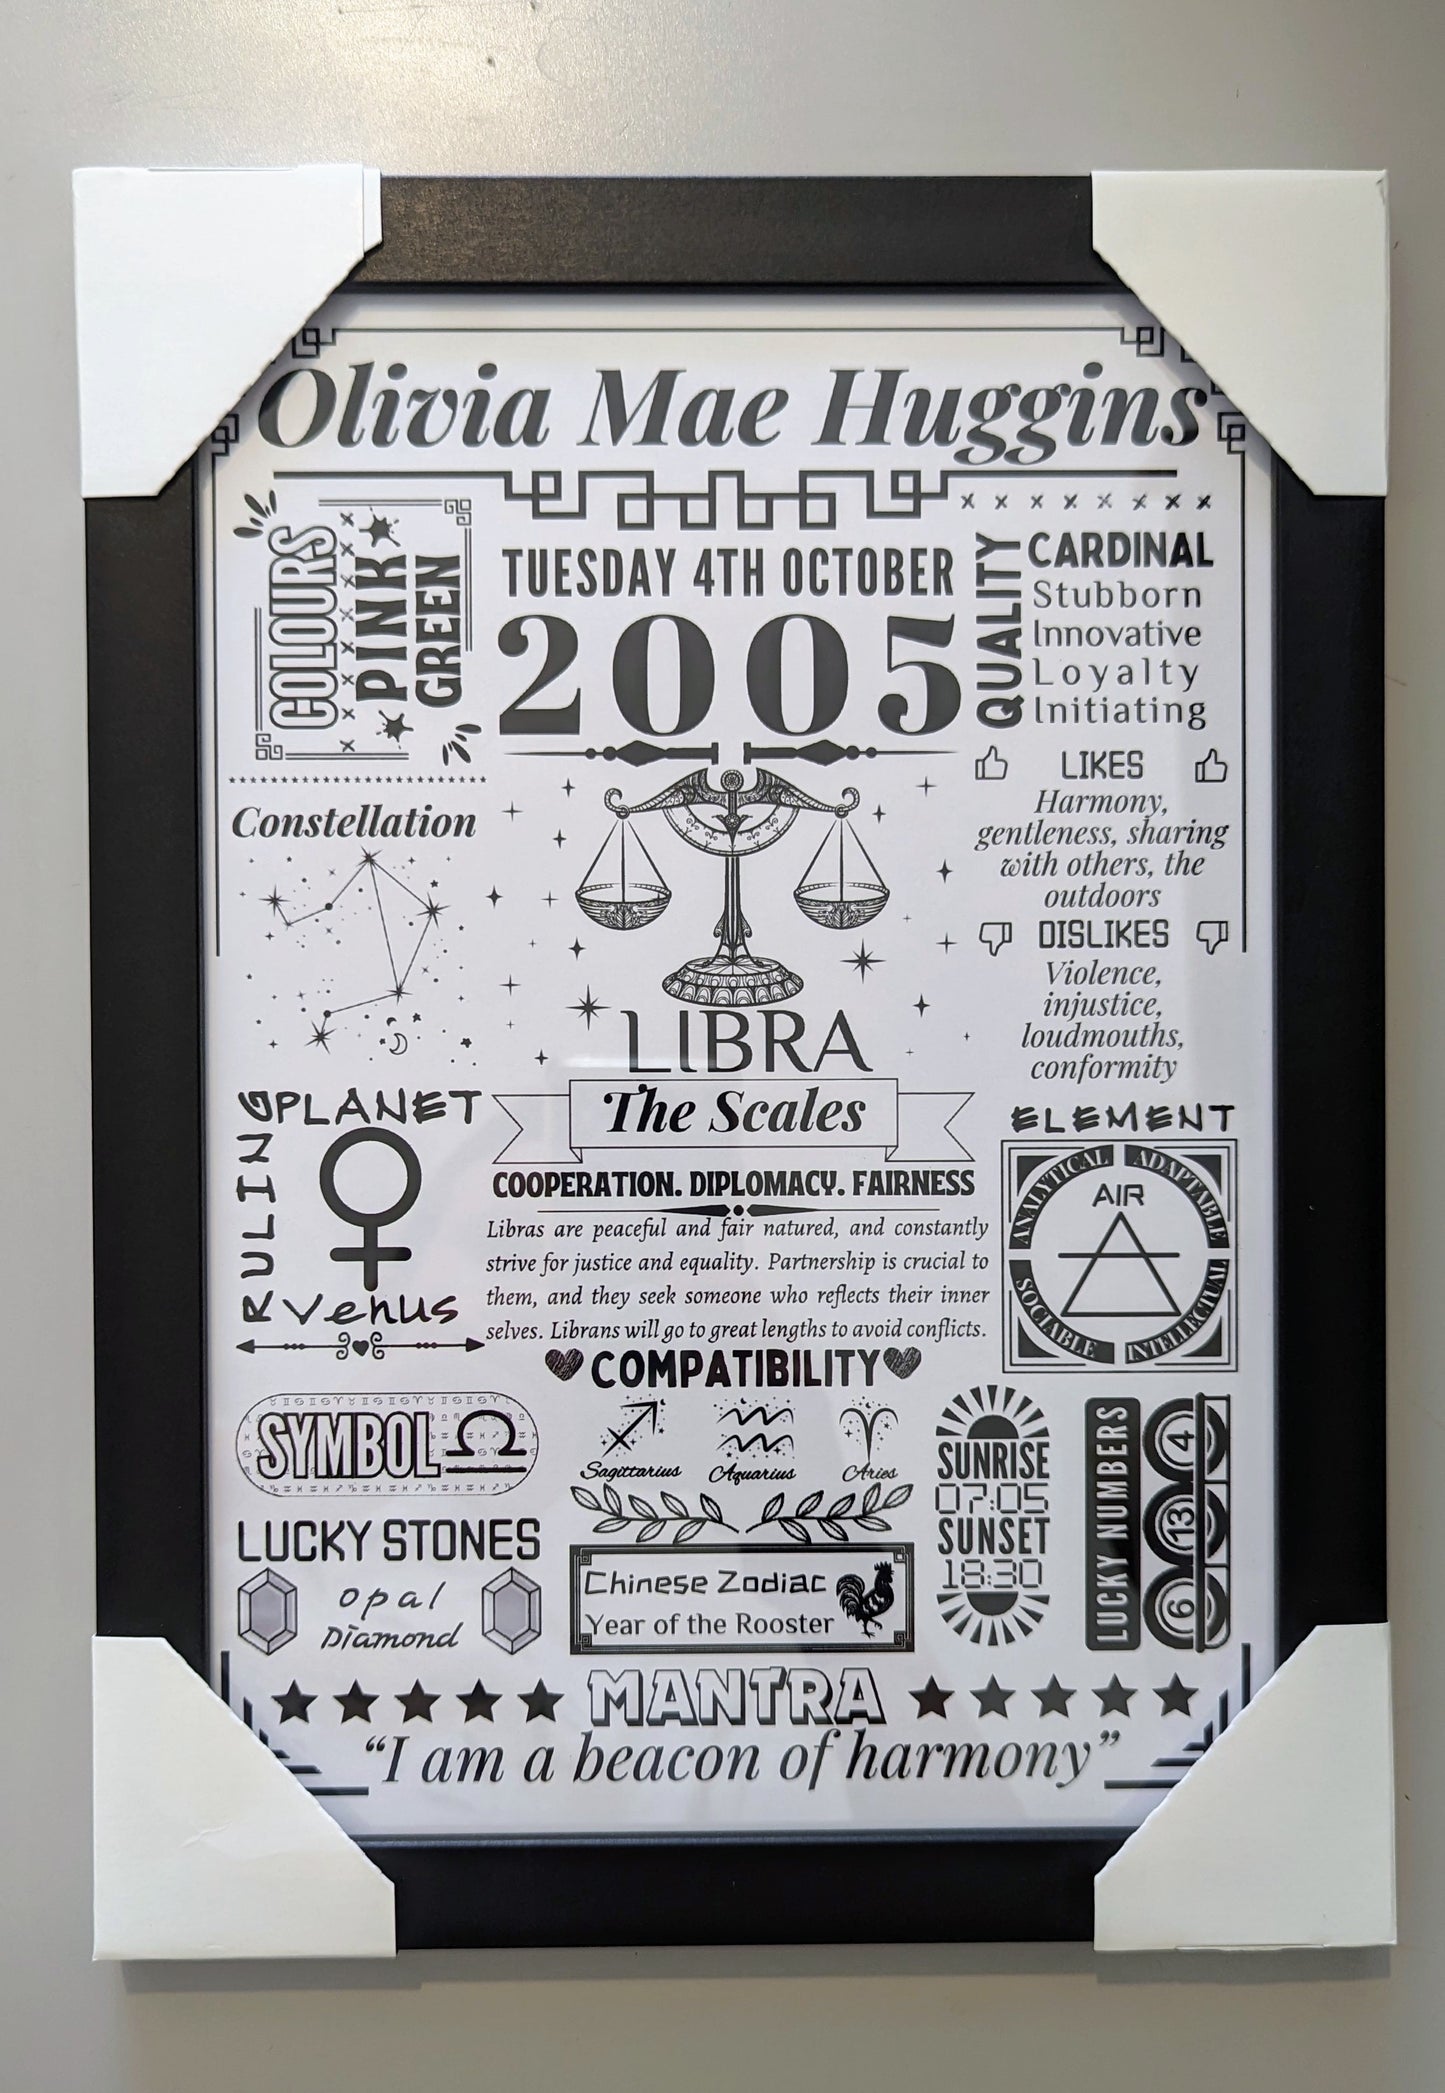 Olivia Mae Huggins
COLOURS
PINK
GREEN
TUESDAY 4TH OCTOBER
2005
QUALITY
CARDINAL
Stubborn
Innovative
Loyalty
Initiating
LIKES
Harmony,
gentleness, sharing
with others, the
outdoors
DISLIKES
Violence,
injustice,
loudmouths,
conformity
Constellation
LIBRA
The Scales
COOPERATION. DIPLOMACY. FAIRNESS
Libras are peaceful and fair natured, and constantly
strive for justice and equality. Partnership is crucial to
them, and they seek someone who reflects their inner
selves. Librans will go to great lengths to avoid conflicts.
RULING
PLANET
Venus
ELEMENT
ANALYTICAL
ADAPTABLE
AIR
SOCIABLE
INTELLECTUAL
COMPATIBILITY
Sagittarius Aquarius Aries
SYMBOL
LUCKY STONES
opal
Diamond
Chinese Zodiac
Year of the Rooster
SUNRISE
07:05
SUNSET
18:30
LUCKY NUMBERS
4
13
6
MANTRA
“I am a beacon of harmony”